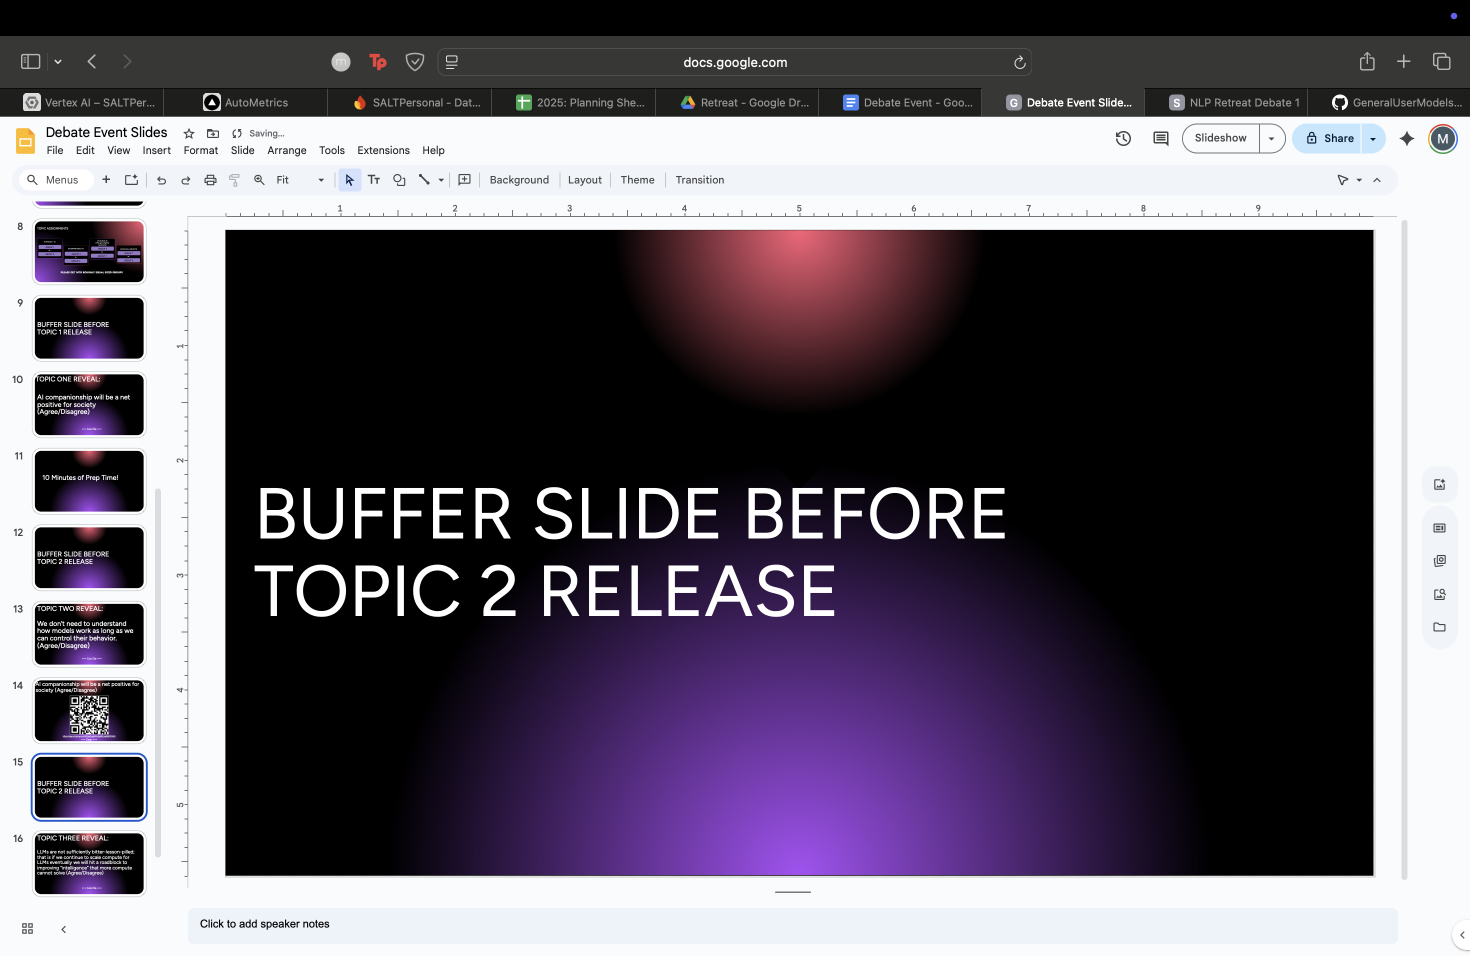 docs.google.com
Vertex AI – SALTPer...
AutoMetrics
SALTPersonal - Dat...
2025: Planning She...
Retreat - Google Dr...
Debate Event - Goo...
Debate Event Slide...
NLP Retreat Debate 1
GeneralUserModels...
Debate Event Slides
Saving...
File Edit View Insert Format Slide Arrange Tools Extensions Help
Slideshow
Share
M
Menus
Fit
Background
Layout
Theme
Transition
1 2 3 4 5 6 7 8 9
1
2
3
4
5
8
TOPIC ASSIGNMENTS
9
BUFFER SLIDE BEFORE
TOPIC 1 RELEASE
10
TOPIC ONE REVEAL:
AI companionship will be a net
positive for society
(Agree/Disagree)
11
10 Minutes of Prep Time!
12
BUFFER SLIDE BEFORE
TOPIC 2 RELEASE
13
TOPIC TWO REVEAL:
We don't need to understand
how models work as long as we
can control their behavior.
(Agree/Disagree)
14
AI companionship will be a net positive for
society (Agree/Disagree)
15
BUFFER SLIDE BEFORE
TOPIC 2 RELEASE
16
TOPIC THREE REVEAL:
LLMs are not sufficiently bitter-lesson-pilled;
that is if we continue to scale compute for
LLMs eventually we will hit a roadblock to
improving "intelligence" that more compute
cannot solve (Agree/Disagree)
BUFFER SLIDE BEFORE
TOPIC 2 RELEASE
Click to add speaker notes